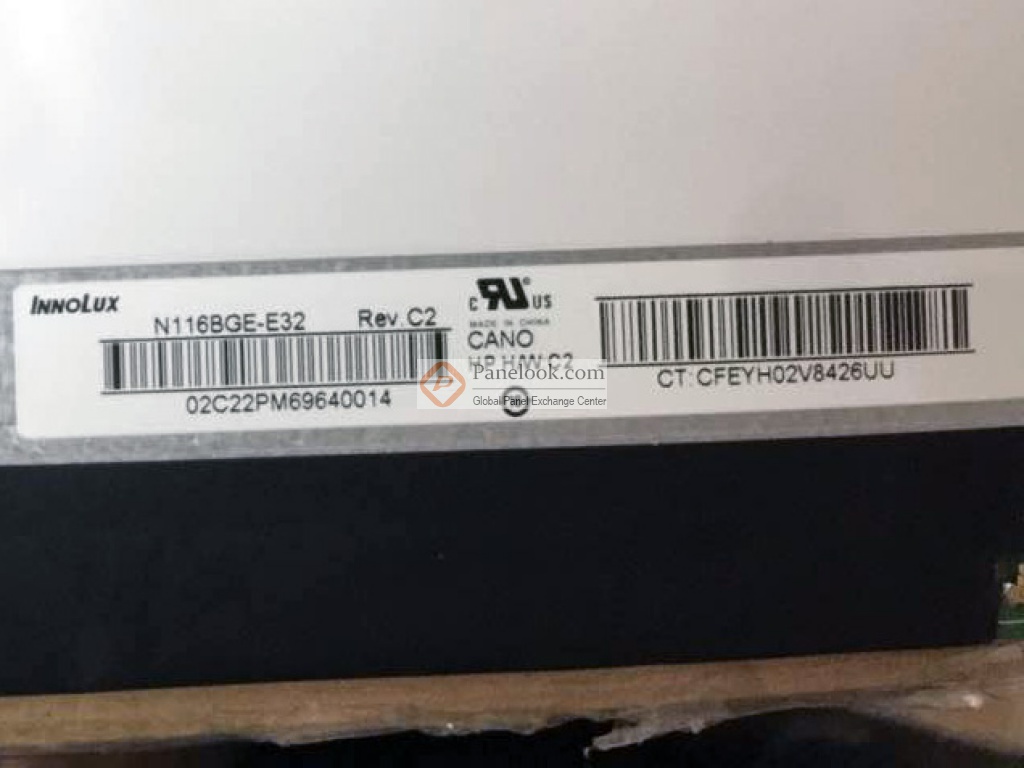 INNOLUX
N116BGE-E32 Rev.C2
02C22PM69640014
C UR US
MADE IN CHINA
CANO
HP H/W:C2
CT:CFEYH02V8426UU
Panelook.com
Global Panel Exchange Center